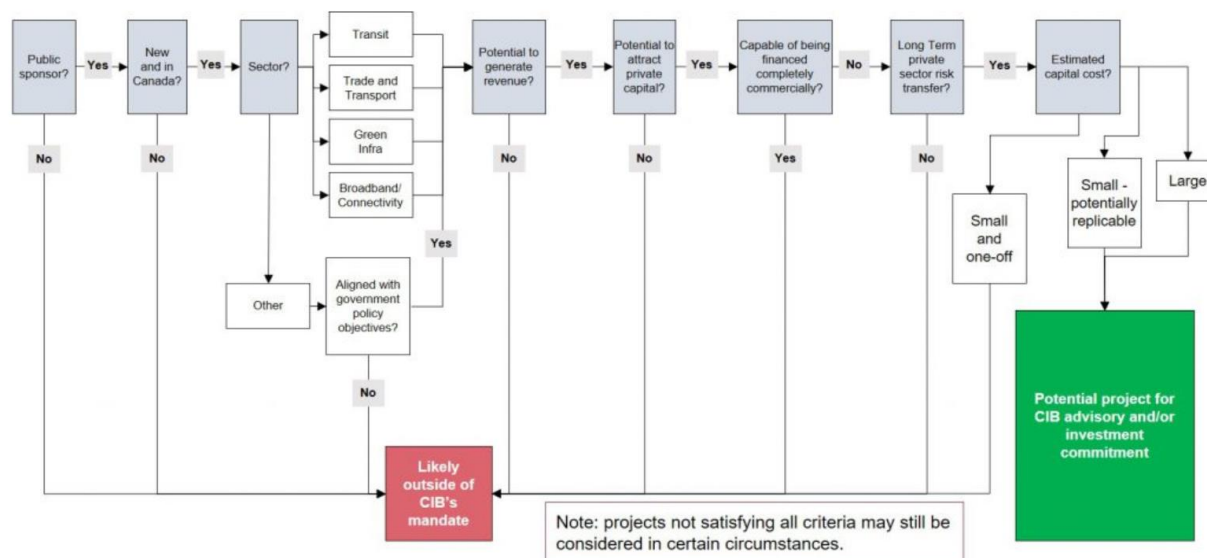 Public
sponsor?
Yes
New
and in
Canada?
Yes
Sector?
Transit
Trade and
Transport
Green
Infra
Broadband/
Connectivity
Potential to
generate
revenue?
Yes
Potential to
attract
private
capital?
Yes
Capable of being
financed
completely
commercially?
No
Long Term
private
sector risk
transfer?
Yes
Estimated
capital cost?
No
No
No
No
Yes
No
Small -
potentially
replicable
Large
Small
and
one-off
Yes
Other
Aligned with
government
policy
objectives?
No
Likely
outside of
CIB's
mandate
Potential project for
CIB advisory and/or
investment
commitment
Note: projects not satisfying all criteria may still be
considered in certain circumstances.